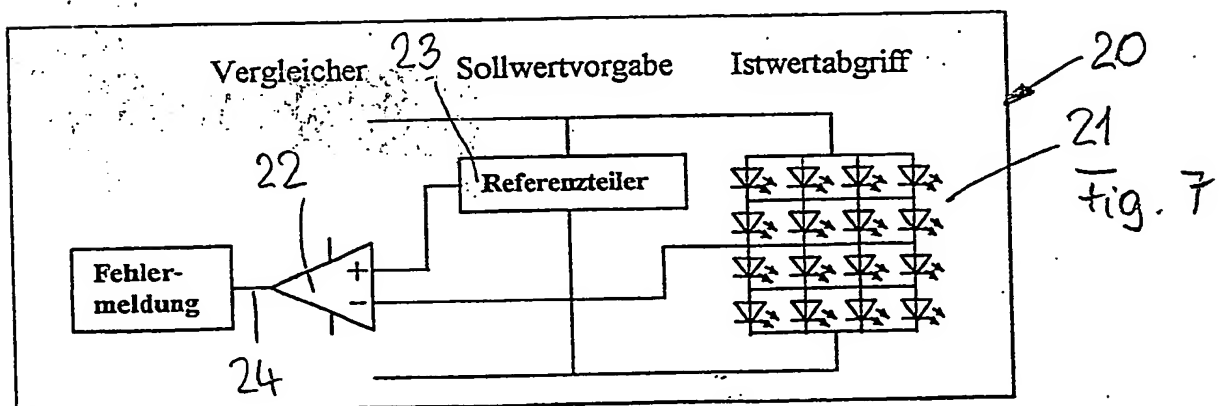 Vergleicher 23 Sollwertvorgabe Istwertabgriff
20
21
Fig. 7
22
Referenzteiler
Fehler-
meldung
+
−
24